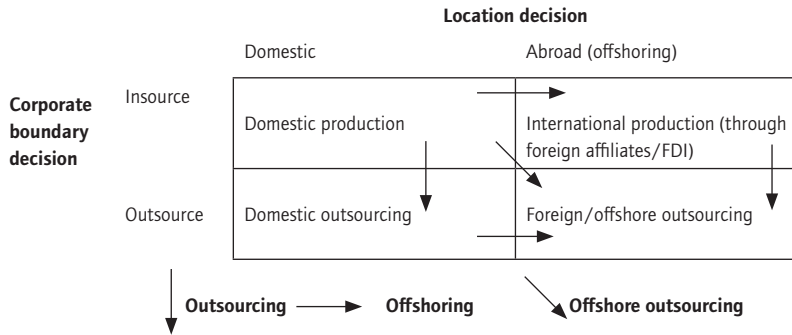 Location decision
Domestic
Abroad (offshoring)
Corporate
boundary
decision
Insource
Domestic production
International production (through
foreign affiliates/FDI)
Outsource
Domestic outsourcing
Foreign/offshore outsourcing
Outsourcing
Offshoring
Offshore outsourcing